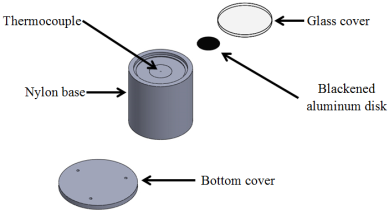 Thermocouple
Glass cover
Nylon base
Blackened
aluminum disk
Bottom cover